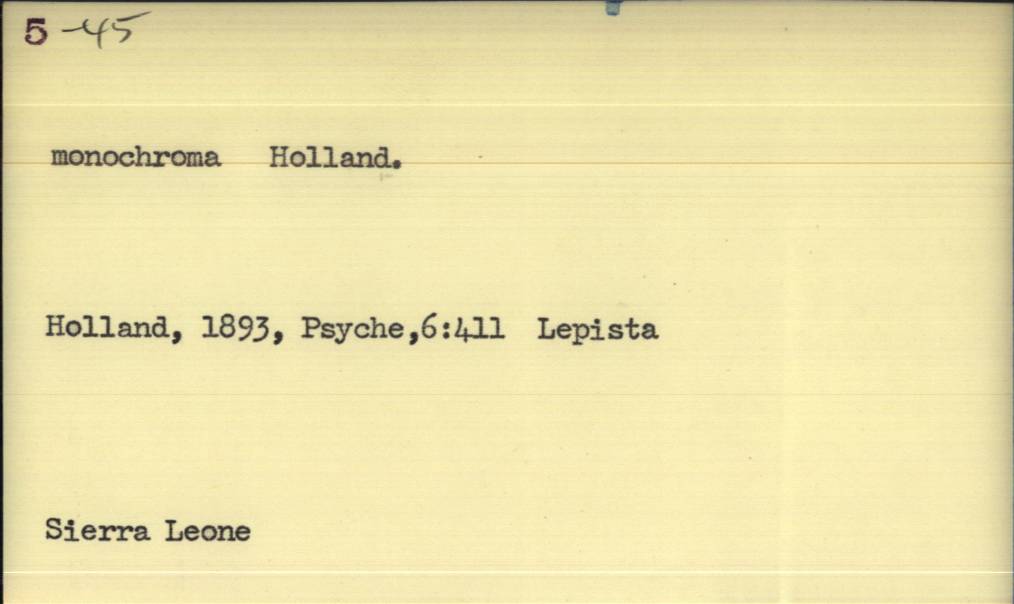 5 -45
monochroma Holland.
Holland, 1893, Psyche,6:411 Lepista
Sierra Leone